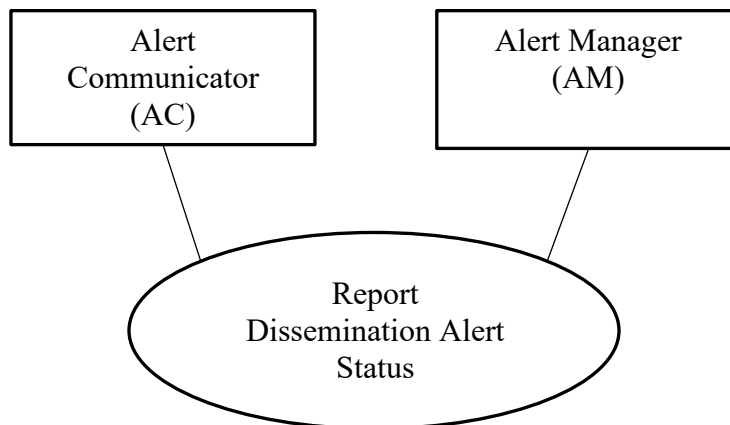 Alert
Communicator
(AC)
Alert Manager
(AM)
Report
Dissemination Alert
Status